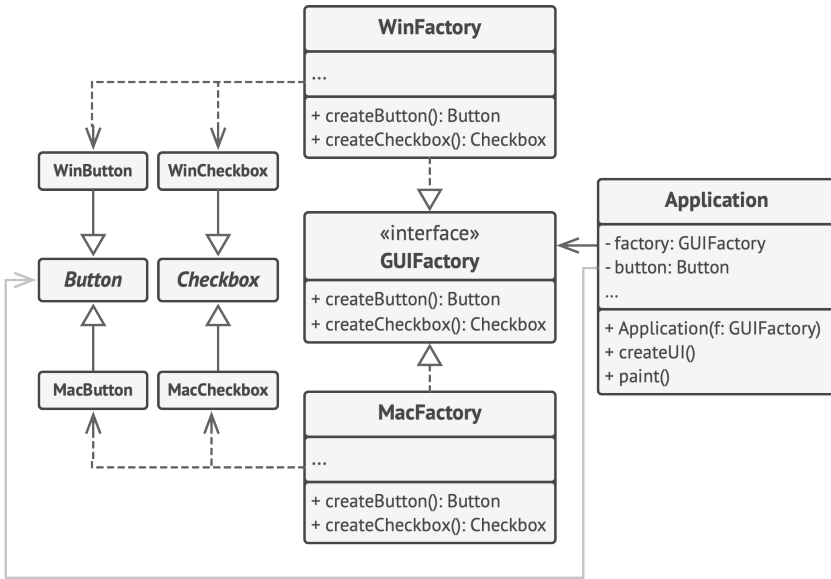 WinFactory
...
+ createButton(): Button
+ createCheckbox(): Checkbox
WinButton
WinCheckbox
Button
Checkbox
MacButton
MacCheckbox
«interface»
GUIFactory
+ createButton(): Button
+ createCheckbox(): Checkbox
Application
- factory: GUIFactory
- button: Button
...
+ Application(f: GUIFactory)
+ createUI()
+ paint()
MacFactory
...
+ createButton(): Button
+ createCheckbox(): Checkbox